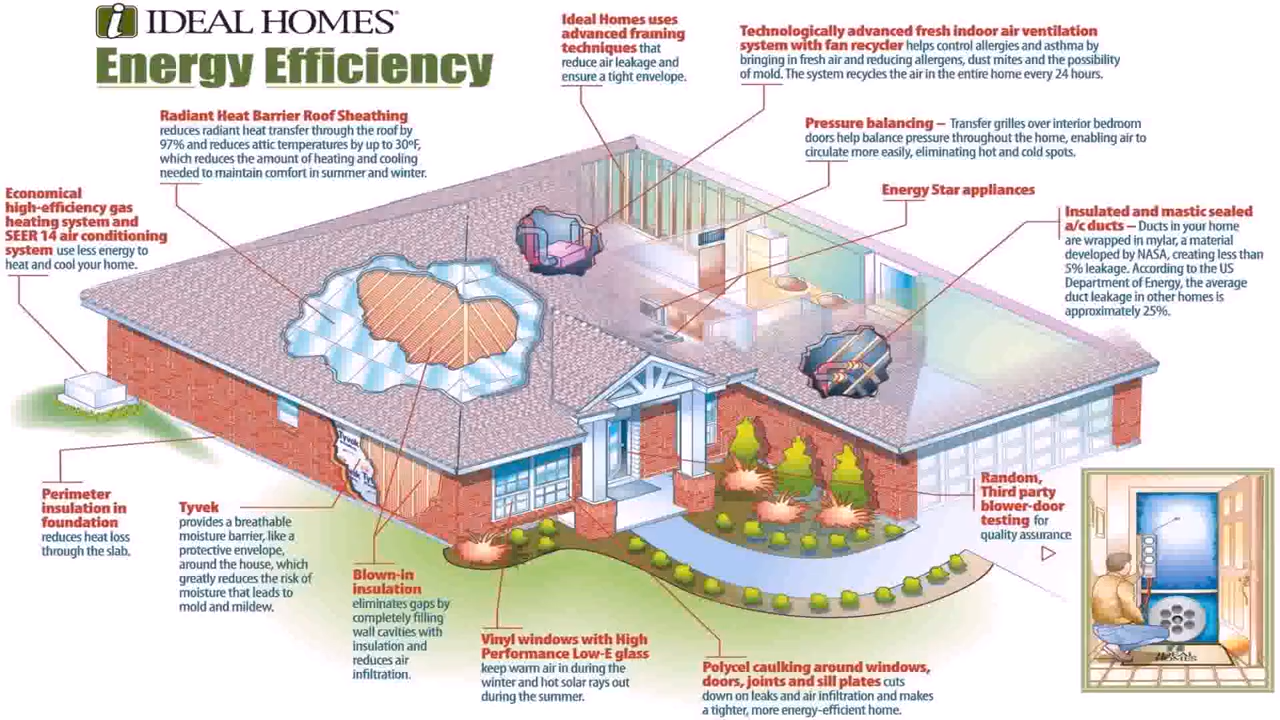 i IDEAL HOMES®
Energy Efficiency
Ideal Homes uses
advanced framing
techniques that
reduce air leakage and
ensure a tight envelope.
Technologically advanced fresh indoor air ventilation
system with fan recycler helps control allergies and asthma by
bringing in fresh air and reducing allergens, dust mites and the possibility
of mold. The system recycles the air in the entire home every 24 hours.
Radiant Heat Barrier Roof Sheathing
reduces radiant heat transfer through the roof by
97% and reduces attic temperatures by up to 30ºF,
which reduces the amount of heating and cooling
needed to maintain comfort in summer and winter.
Pressure balancing – Transfer grilles over interior bedroom
doors help balance pressure throughout the home, enabling air to
circulate more easily, eliminating hot and cold spots.
Energy Star appliances
Economical
high-efficiency gas
heating system and
SEER 14 air conditioning
system use less energy to
heat and cool your home.
Insulated and mastic sealed
a/c ducts – Ducts in your home
are wrapped in mylar, a material
developed by NASA, creating less than
5% leakage. According to the US
Department of Energy, the average
duct leakage in other homes is
approximately 25%.
Tyvek
Perimeter
insulation in
foundation
reduces heat loss
through the slab.
Tyvek
provides a breathable
moisture barrier, like a
protective envelope,
around the house, which
greatly reduces the risk of
moisture that leads to
mold and mildew.
Blown-in
insulation
eliminates gaps by
completely filling
wall cavities with
insulation and
reduces air
infiltration.
Vinyl windows with High
Performance Low-E glass
keep warm air in during the
winter and hot solar rays out
during the summer.
Polycel caulking around windows,
doors, joints and sill plates cuts
down on leaks and air infiltration and makes
a tighter, more energy-efficient home.
Random,
Third party
blower-door
testing for
quality assurance
HOMES